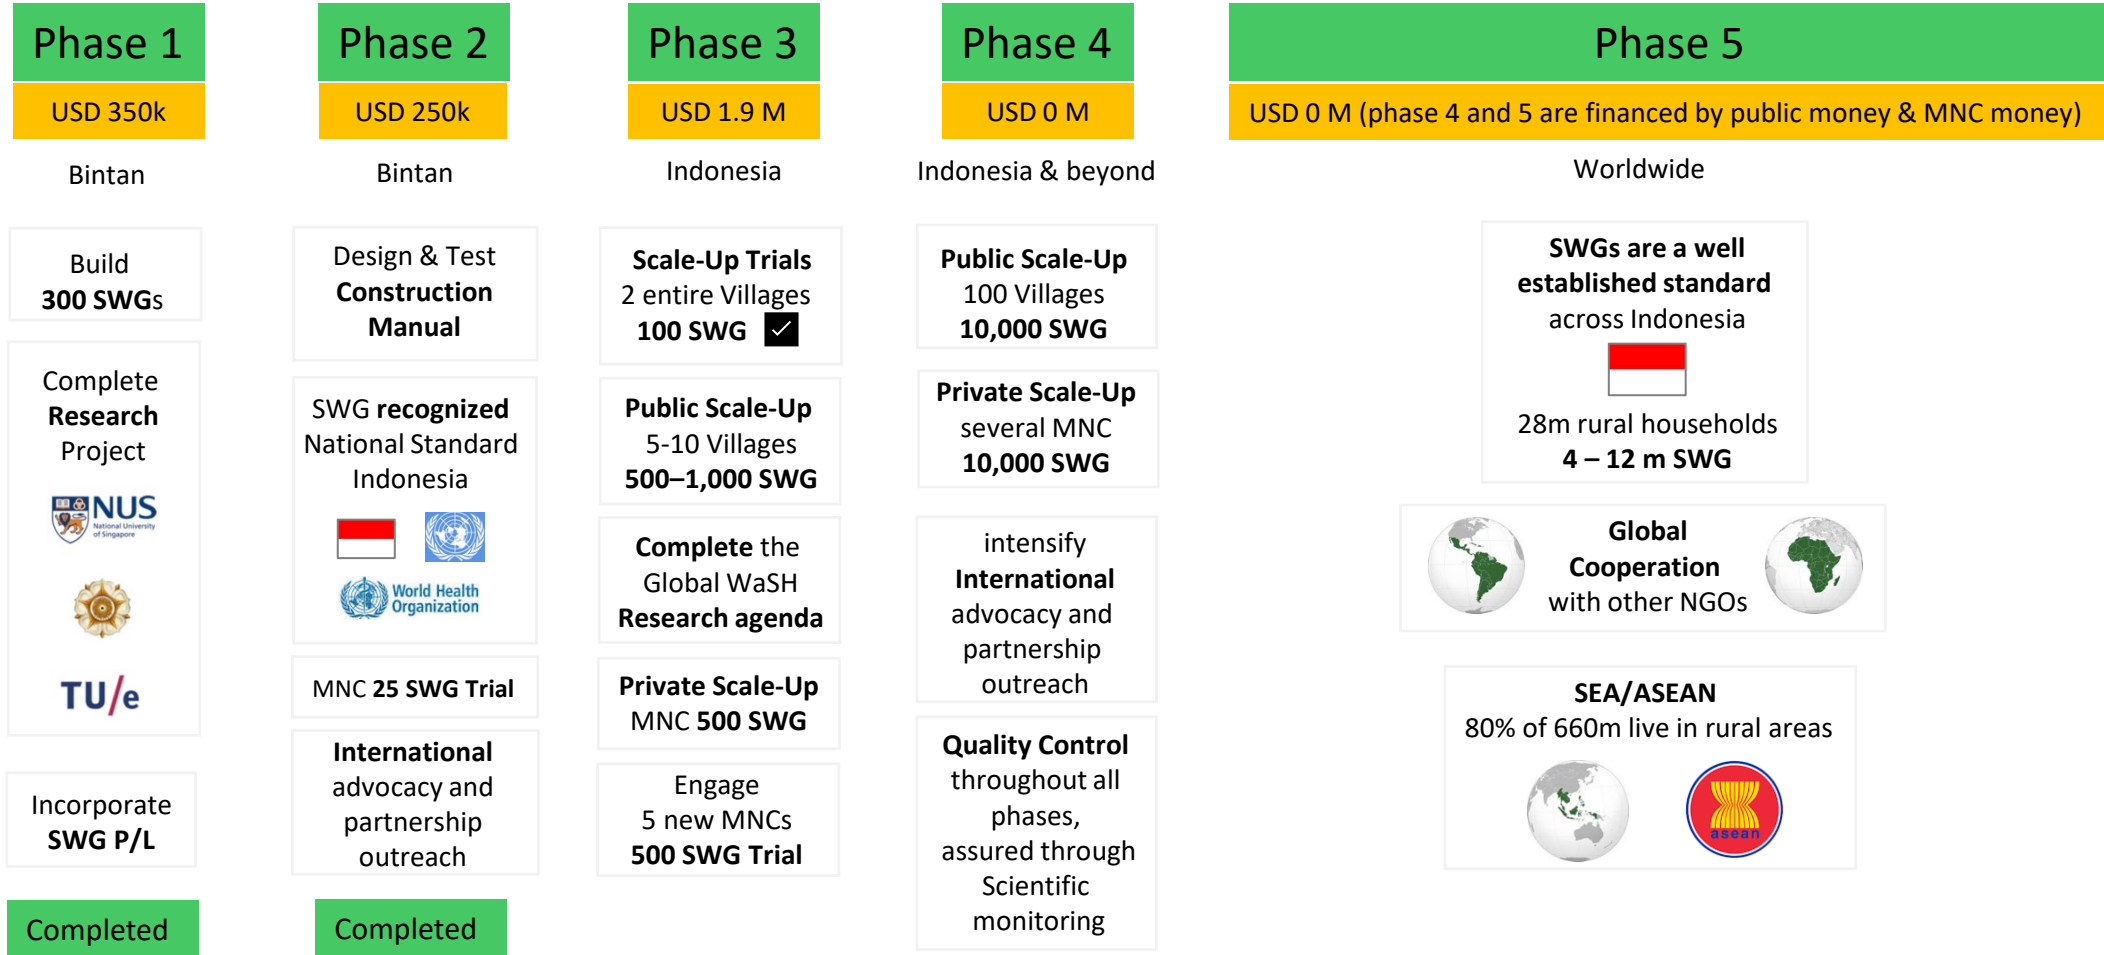 Phase 1
USD 350k
Bintan
Build
300 SWGs
Complete
Research
Project
NUS
National University
of Singapore
TU/e
Incorporate
SWG P/L
Completed
Phase 2
USD 250k
Bintan
Design & Test
Construction
Manual
SWG recognized
National Standard
Indonesia
World Health
Organization
MNC 25 SWG Trial
International
advocacy and
partnership
outreach
Completed
Phase 3
USD 1.9 M
Indonesia
Scale-Up Trials
2 entire Villages
100 SWG
Public Scale-Up
5-10 Villages
500–1,000 SWG
Complete the
Global WaSH
Research agenda
Private Scale-Up
MNC 500 SWG
Engage
5 new MNCs
500 SWG Trial
Phase 4
USD 0 M
Indonesia & beyond
Public Scale-Up
100 Villages
10,000 SWG
Private Scale-Up
several MNC
10,000 SWG
intensify
International
advocacy and
partnership
outreach
Quality Control
throughout all
phases,
assured through
Scientific
monitoring
Phase 5
USD 0 M (phase 4 and 5 are financed by public money & MNC money)
Worldwide
SWGs are a well
established standard
across Indonesia
28m rural households
4 – 12 m SWG
Global
Cooperation
with other NGOs
SEA/ASEAN
80% of 660m live in rural areas
asean